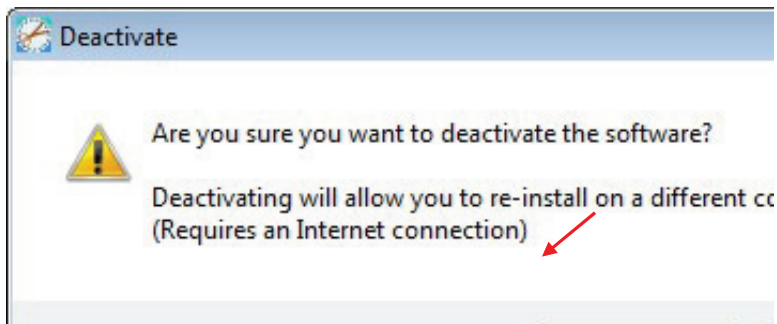 Deactivate
Are you sure you want to deactivate the software?
Deactivating will allow you to re-install on a different
(Requires an Internet connection)